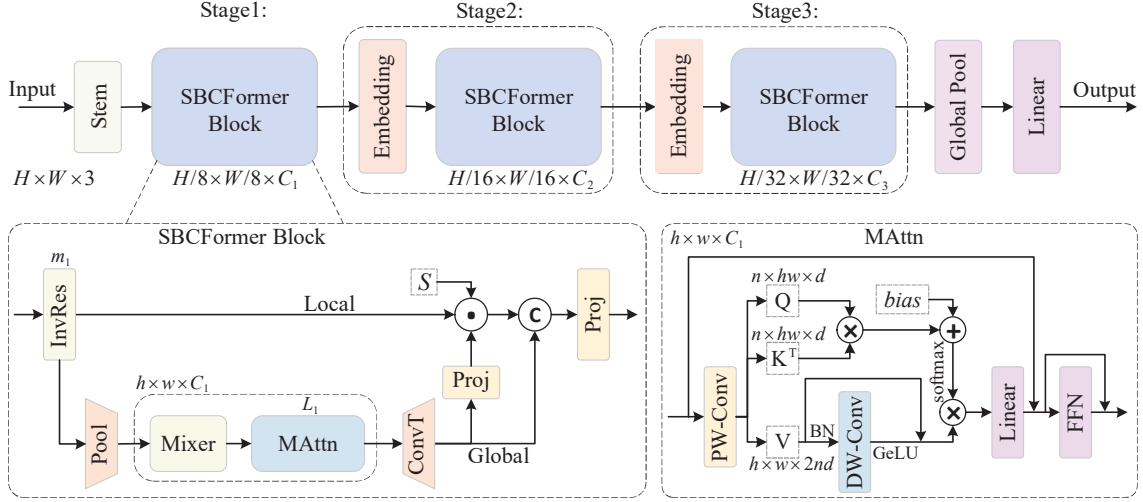 Stage1:
Stage2:
Stage3:
Input
Stem
SBCFormer
Block
Embedding
SBCFormer
Block
Embedding
SBCFormer
Block
Global Pool
Linear
Output
H×W×3
H/8×W/8×C₁
H/16×W/16×C₂
H/32×W/32×C₃
SBCFormer Block
m₁
InvRes
Local
S
C
Proj
Proj
h×w×C₁
L₁
Pool
Mixer
MAttn
ConvT
Global
h×w×C₁
MAttn
n×hw×d
Q
bias
n×hw×d
Kᵀ
softmax
PW-Conv
V
BN
DW-Conv
GeLU
h×w×2nd
Linear
FFN